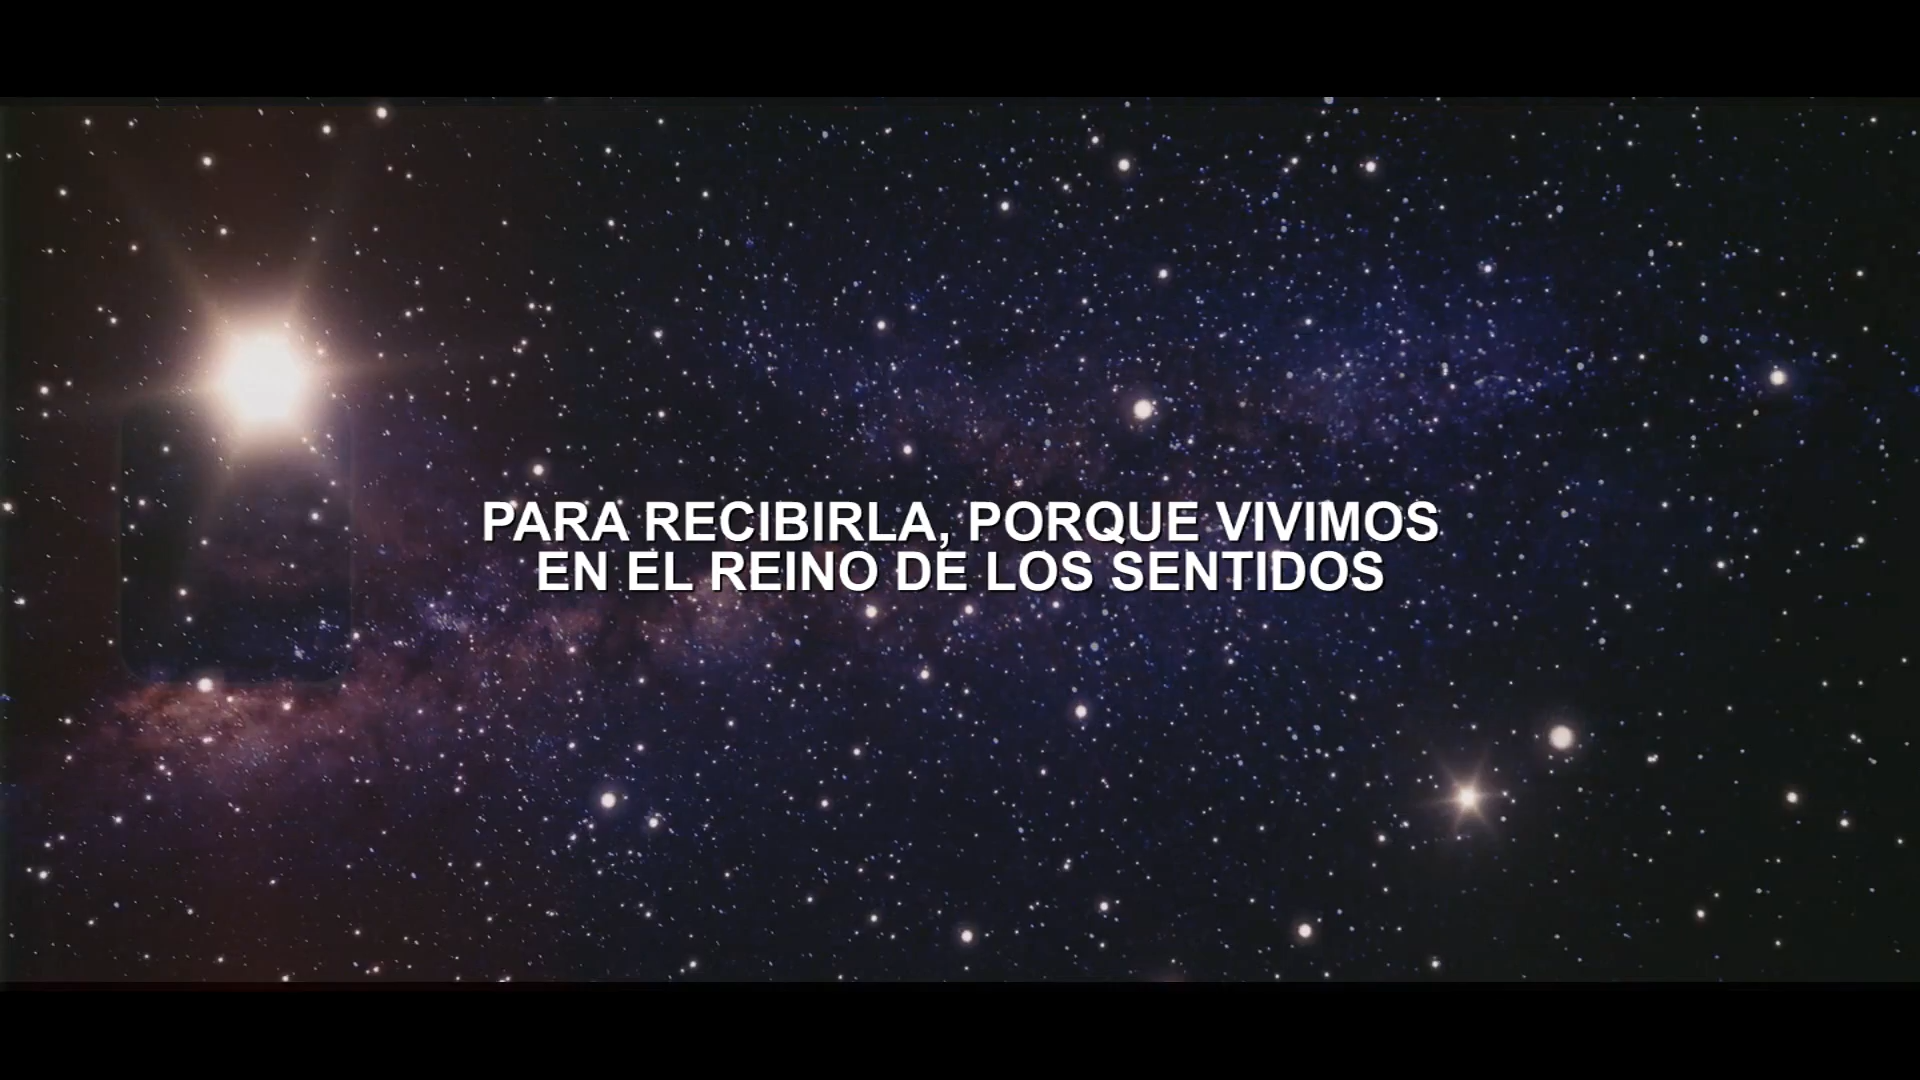 PARA RECIBIRLA, PORQUE VIVIMOS
EN EL REINO DE LOS SENTIDOS